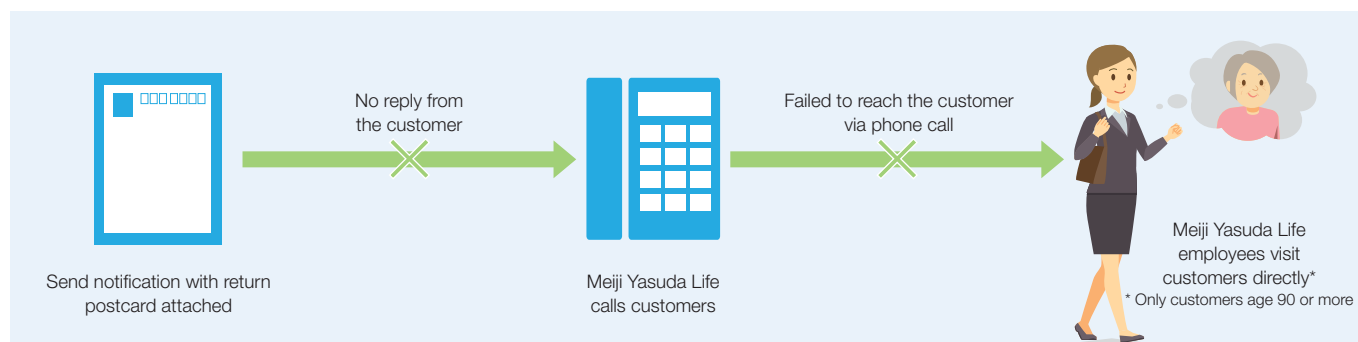 No reply from
the customer
Failed to reach the customer
via phone call
Send notification with return
postcard attached
Meiji Yasuda Life
calls customers
Meiji Yasuda Life
employees visit
customers directly*
* Only customers age 90 or more